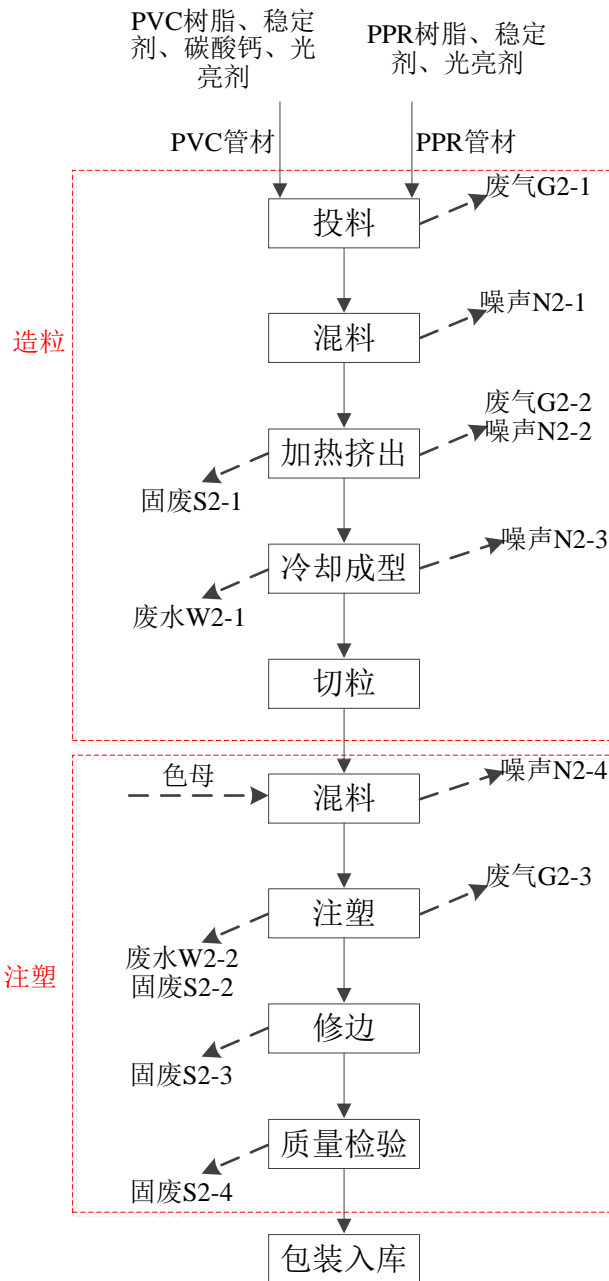 PVC树脂、稳定
剂、碳酸钙、光
亮剂
PPR树脂、稳定
剂、光亮剂
PVC管材
PPR管材
废气G2-1
投料
噪声N2-1
造粒
混料
废气G2-2
噪声N2-2
加热挤出
固废S2-1
噪声N2-3
冷却成型
废水W2-1
切粒
色母
噪声N2-4
混料
废气G2-3
注塑
废水W2-2
固废S2-2
注塑
修边
固废S2-3
质量检验
固废S2-4
包装入库